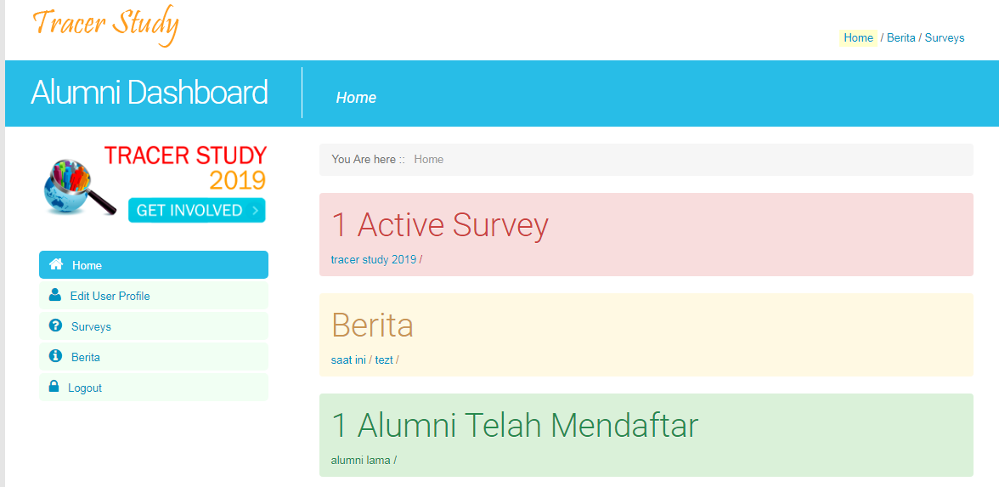 Tracer Study
Home / Berita / Surveys
Alumni Dashboard
Home
TRACER STUDY
2019
GET INVOLVED >
Home
Edit User Profile
Surveys
Berita
Logout
You Are here :: Home
1 Active Survey
tracer study 2019 /
Berita
saat ini / tezt /
1 Alumni Telah Mendaftar
alumni lama /